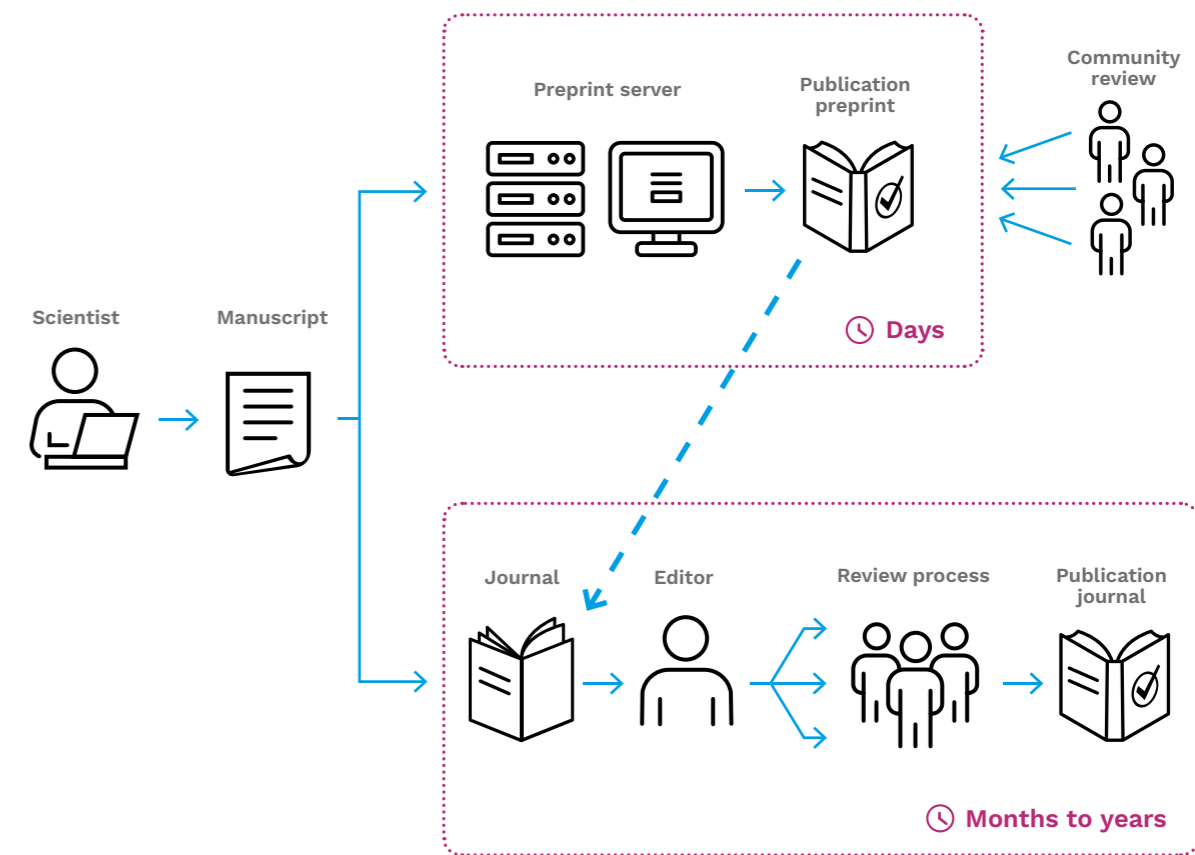 Preprint server
Publication
preprint
Community
review
Days
Scientist
Manuscript
Journal
Editor
Review process
Publication
journal
Months to years